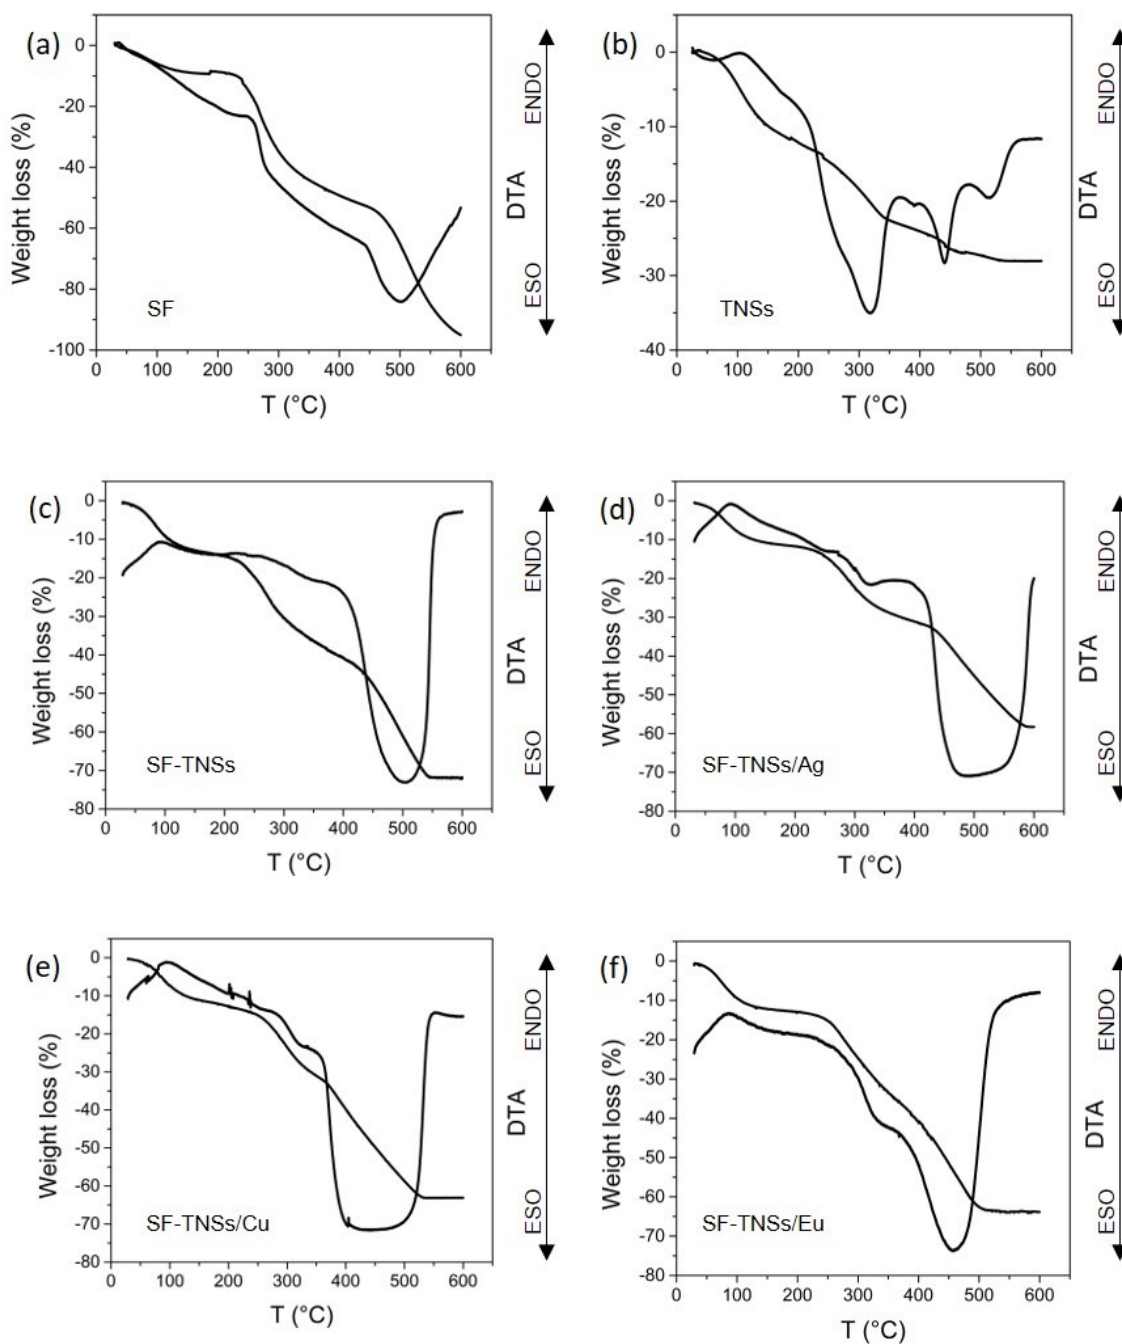 (a)
Weight loss (%)
0
-20
-40
-60
-80
-100
SF
0 100 200 300 400 500 600
T (°C)
ENDO
DTA
ESO
(b)
Weight loss (%)
0
-10
-20
-30
-40
TNSs
0 100 200 300 400 500 600
T (°C)
ENDO
DTA
ESO
(c)
Weight loss (%)
0
-10
-20
-30
-40
-50
-60
-70
-80
SF-TNSs
0 100 200 300 400 500 600
T (°C)
ENDO
DTA
ESO
(d)
Weight loss (%)
0
-10
-20
-30
-40
-50
-60
-70
-80
SF-TNSs/Ag
0 100 200 300 400 500 600
T (°C)
ENDO
DTA
ESO
(e)
Weight loss (%)
0
-10
-20
-30
-40
-50
-60
-70
-80
SF-TNSs/Cu
0 100 200 300 400 500 600
T (°C)
ENDO
DTA
ESO
(f)
Weight loss (%)
0
-10
-20
-30
-40
-50
-60
-70
-80
SF-TNSs/Eu
0 100 200 300 400 500 600
T (°C)
ENDO
DTA
ESO